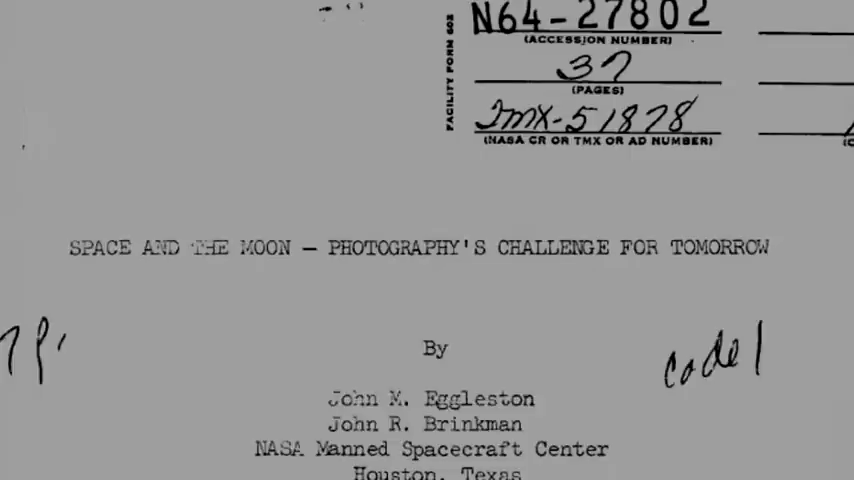 N64-27802
(ACCESSION NUMBER)
FACILITY FORM 602
37
(PAGES)
TMX-51878
(NASA CR OR TMX OR AD NUMBER)
SPACE AND THE MOON — PHOTOGRAPHY'S CHALLENGE FOR TOMORROW
By
code 1
John M. Eggleston
John R. Brinkman
NASA Manned Spacecraft Center
Houston, Texas